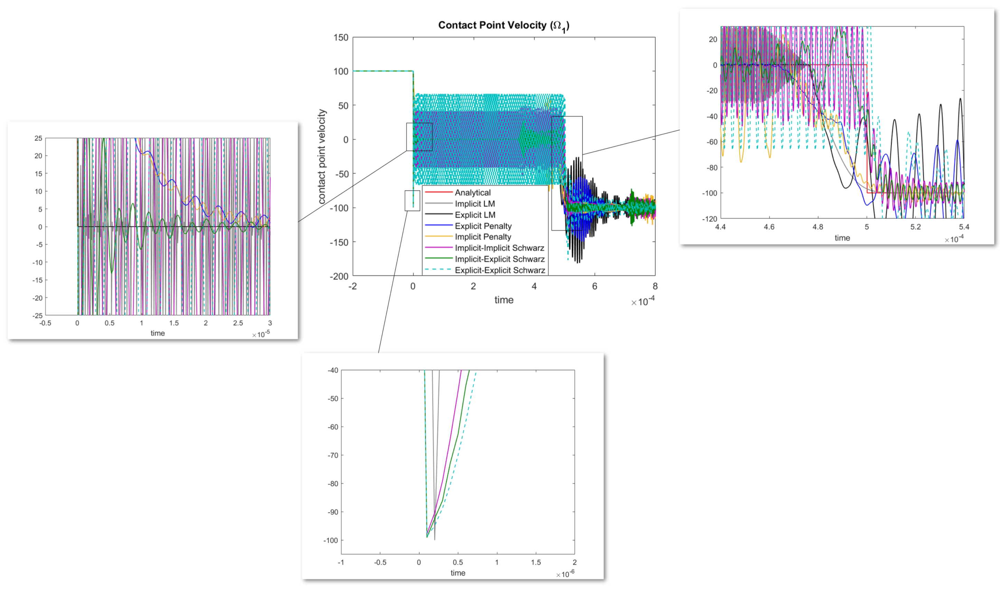 Contact Point Velocity (Ω1)
contact point velocity
150
100
50
0
-50
-100
-150
-200
Analytical
Implicit LM
Explicit LM
Explicit Penalty
Implicit Penalty
Implicit-Implicit Schwarz
Implicit-Explicit Schwarz
Explicit-Explicit Schwarz
-2 0 2 4 6 8
time
×10-4
20
0
-20
-40
-60
-80
-100
-120
4.4 4.6 4.8 5 5.2 5.4
time
×10-4
25
20
15
10
5
0
-5
-10
-15
-20
-25
-0.5 0 0.5 1 1.5 2 2.5 3
time
×10-5
-40
-50
-60
-70
-80
-90
-100
-1 -0.5 0 0.5 1 1.5 2
time
×10-6